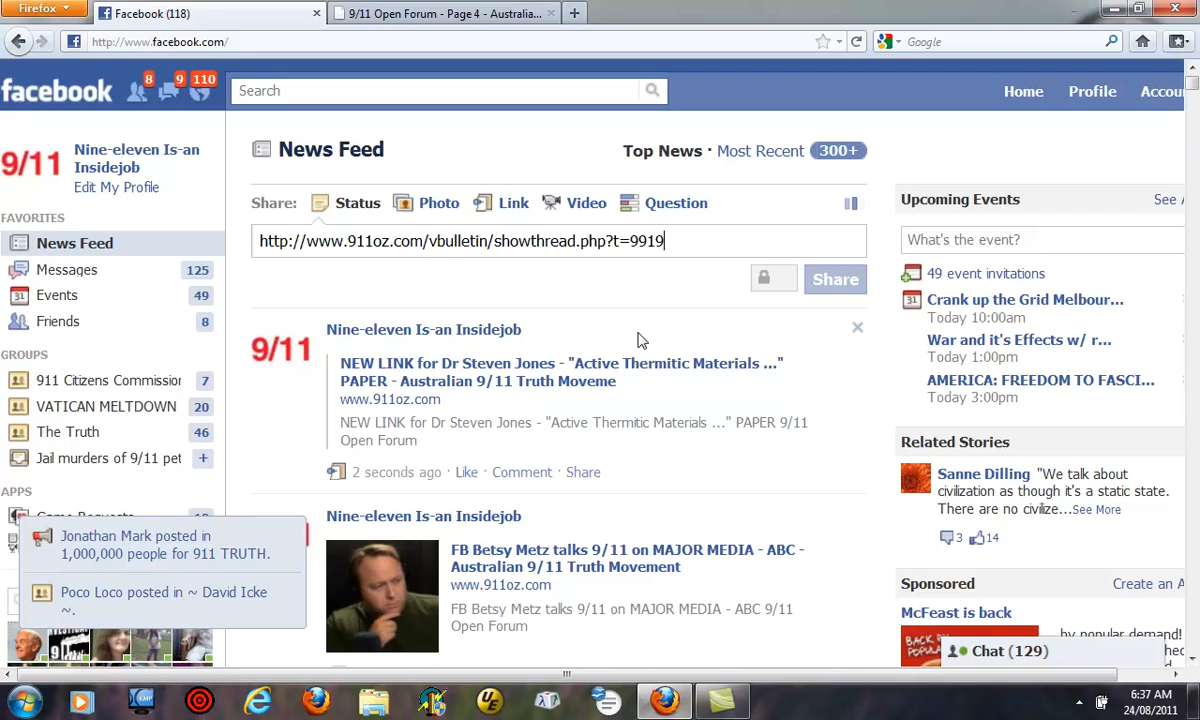 Firefox
Facebook (118)
9/11 Open Forum - Page 4 - Australia...
http://www.facebook.com/
Google
facebook
8
9
110
Search
Home
Profile
Accou
9/11
Nine-eleven Is-an
Insidejob
Edit My Profile
FAVORITES
News Feed
Messages
125
Events
49
Friends
8
GROUPS
911 Citizens Commission
7
VATICAN MELTDOWN
20
The Truth
46
Jail murders of 9/11 pet
+
APPS
Game Requests
Jonathan Mark posted in
1,000,000 people for 911 TRUTH.
Poco Loco posted in ~ David Icke
~.
News Feed
Top News · Most Recent 300+
Share:
Status
Photo
Link
Video
Question
http://www.911oz.com/vbulletin/showthread.php?t=9919
Share
9/11
Nine-eleven Is-an Insidejob
NEW LINK for Dr Steven Jones - "Active Thermitic Materials ..."
PAPER - Australian 9/11 Truth Moveme
www.911oz.com
NEW LINK for Dr Steven Jones - "Active Thermitic Materials ..." PAPER 9/11
Open Forum
2 seconds ago · Like · Comment · Share
Nine-eleven Is-an Insidejob
FB Betsy Metz talks 9/11 on MAJOR MEDIA - ABC -
Australian 9/11 Truth Movement
www.911oz.com
FB Betsy Metz talks 9/11 on MAJOR MEDIA - ABC 9/11
Open Forum
Upcoming Events
See
What's the event?
49 event invitations
31
Crank up the Grid Melbour...
Today 10:00am
War and it's Effects w/ r...
Today 1:00pm
AMERICA: FREEDOM TO FASCI...
Today 3:00pm
Related Stories
Sanne Dilling "We talk about
civilization as though it's a static state.
There are no civilize...See More
3
14
Sponsored
Create an A
McFeast is back
by popular demand!
Chat (129)
6:37 AM
24/08/2011